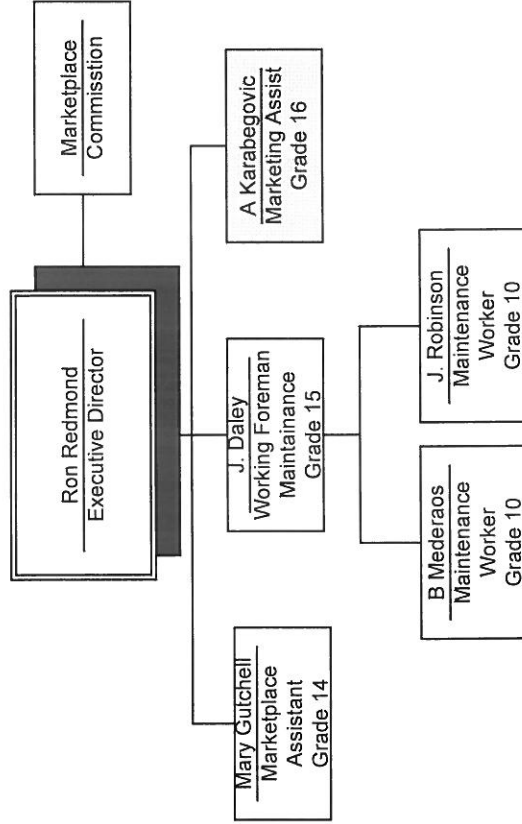 Marketplace
Commisstion
Ron Redmond
Executive Director
Mary Gutchell
Marketplace
Assistant
Grade 14
J. Daley
Working Foreman
Maintainance
Grade 15
A Karabegovic
Marketing Assist
Grade 16
B Mederaos
Maintenance
Worker
Grade 10
J. Robinson
Maintenance
Worker
Grade 10